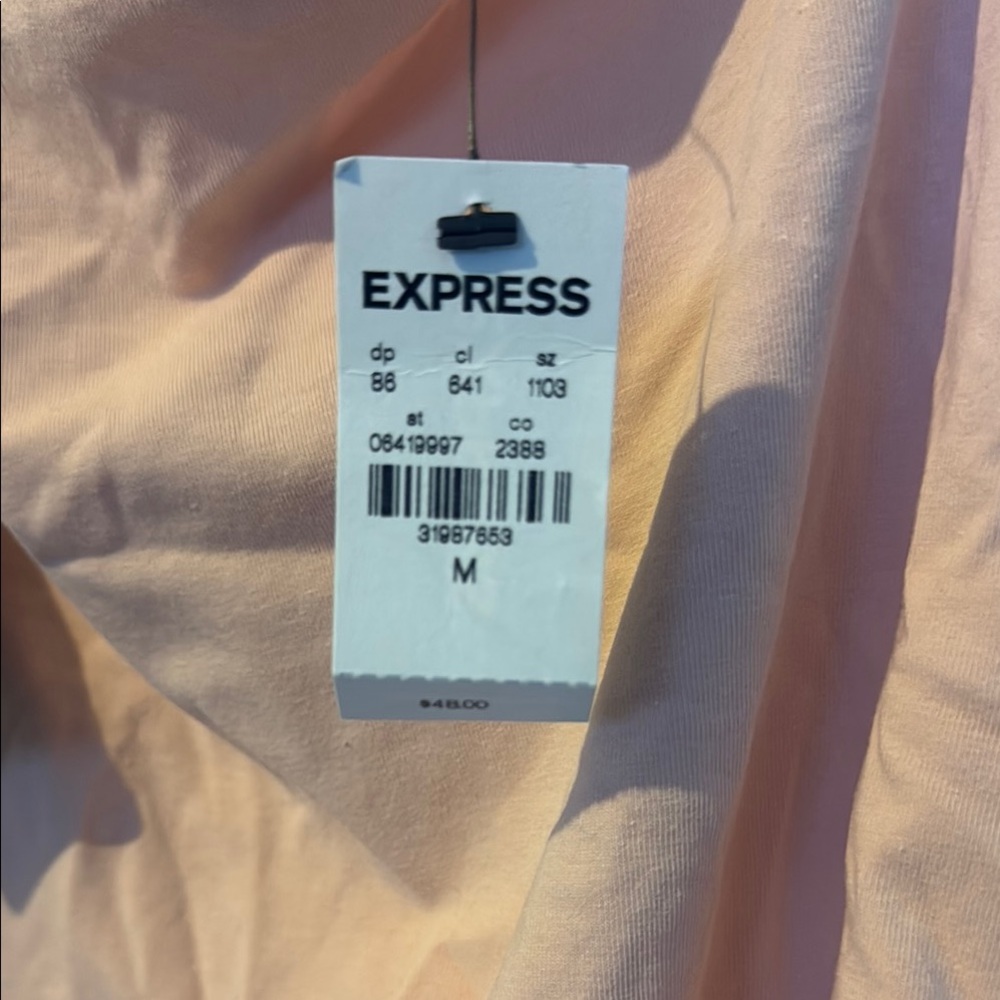 EXPRESS
dp cl sz
86 641 1103
st co
06419997 2388
31987653
M
$48.00